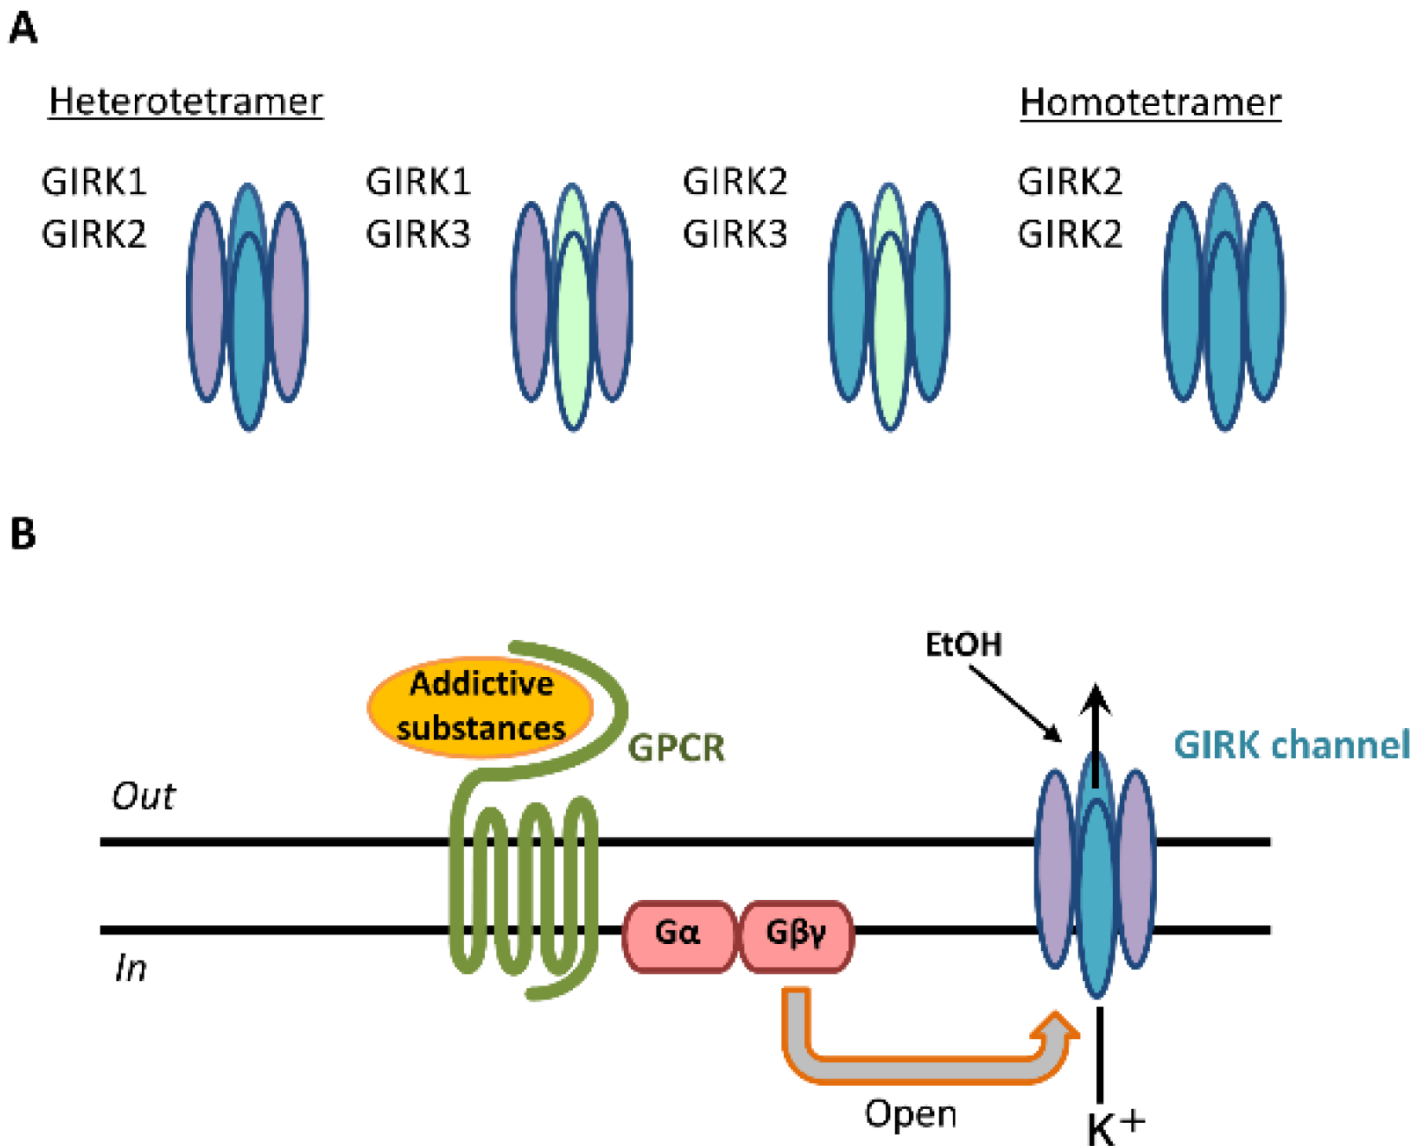 A
Heterotetramer
Homotetramer
GIRK1
GIRK2
GIRK1
GIRK3
GIRK2
GIRK3
GIRK2
GIRK2
B
EtOH
Addictive
substances
GPCR
GIRK channel
Out
Gα
Gβγ
In
Open
K+